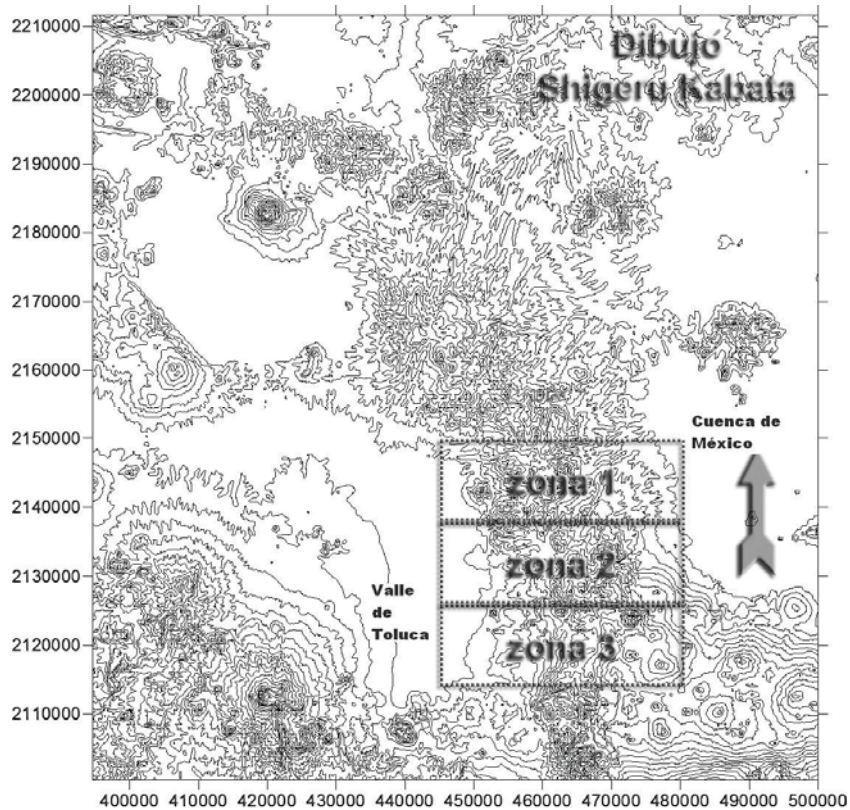 Dibujó
Shigeru Kabata
2210000
2200000
2190000
2180000
2170000
2160000
2150000
2140000
2130000
2120000
2110000
Cuenca de
México
zona 1
zona 2
zona 3
Valle
de
Toluca
400000 410000 420000 430000 440000 450000 460000 470000 480000 490000 500000